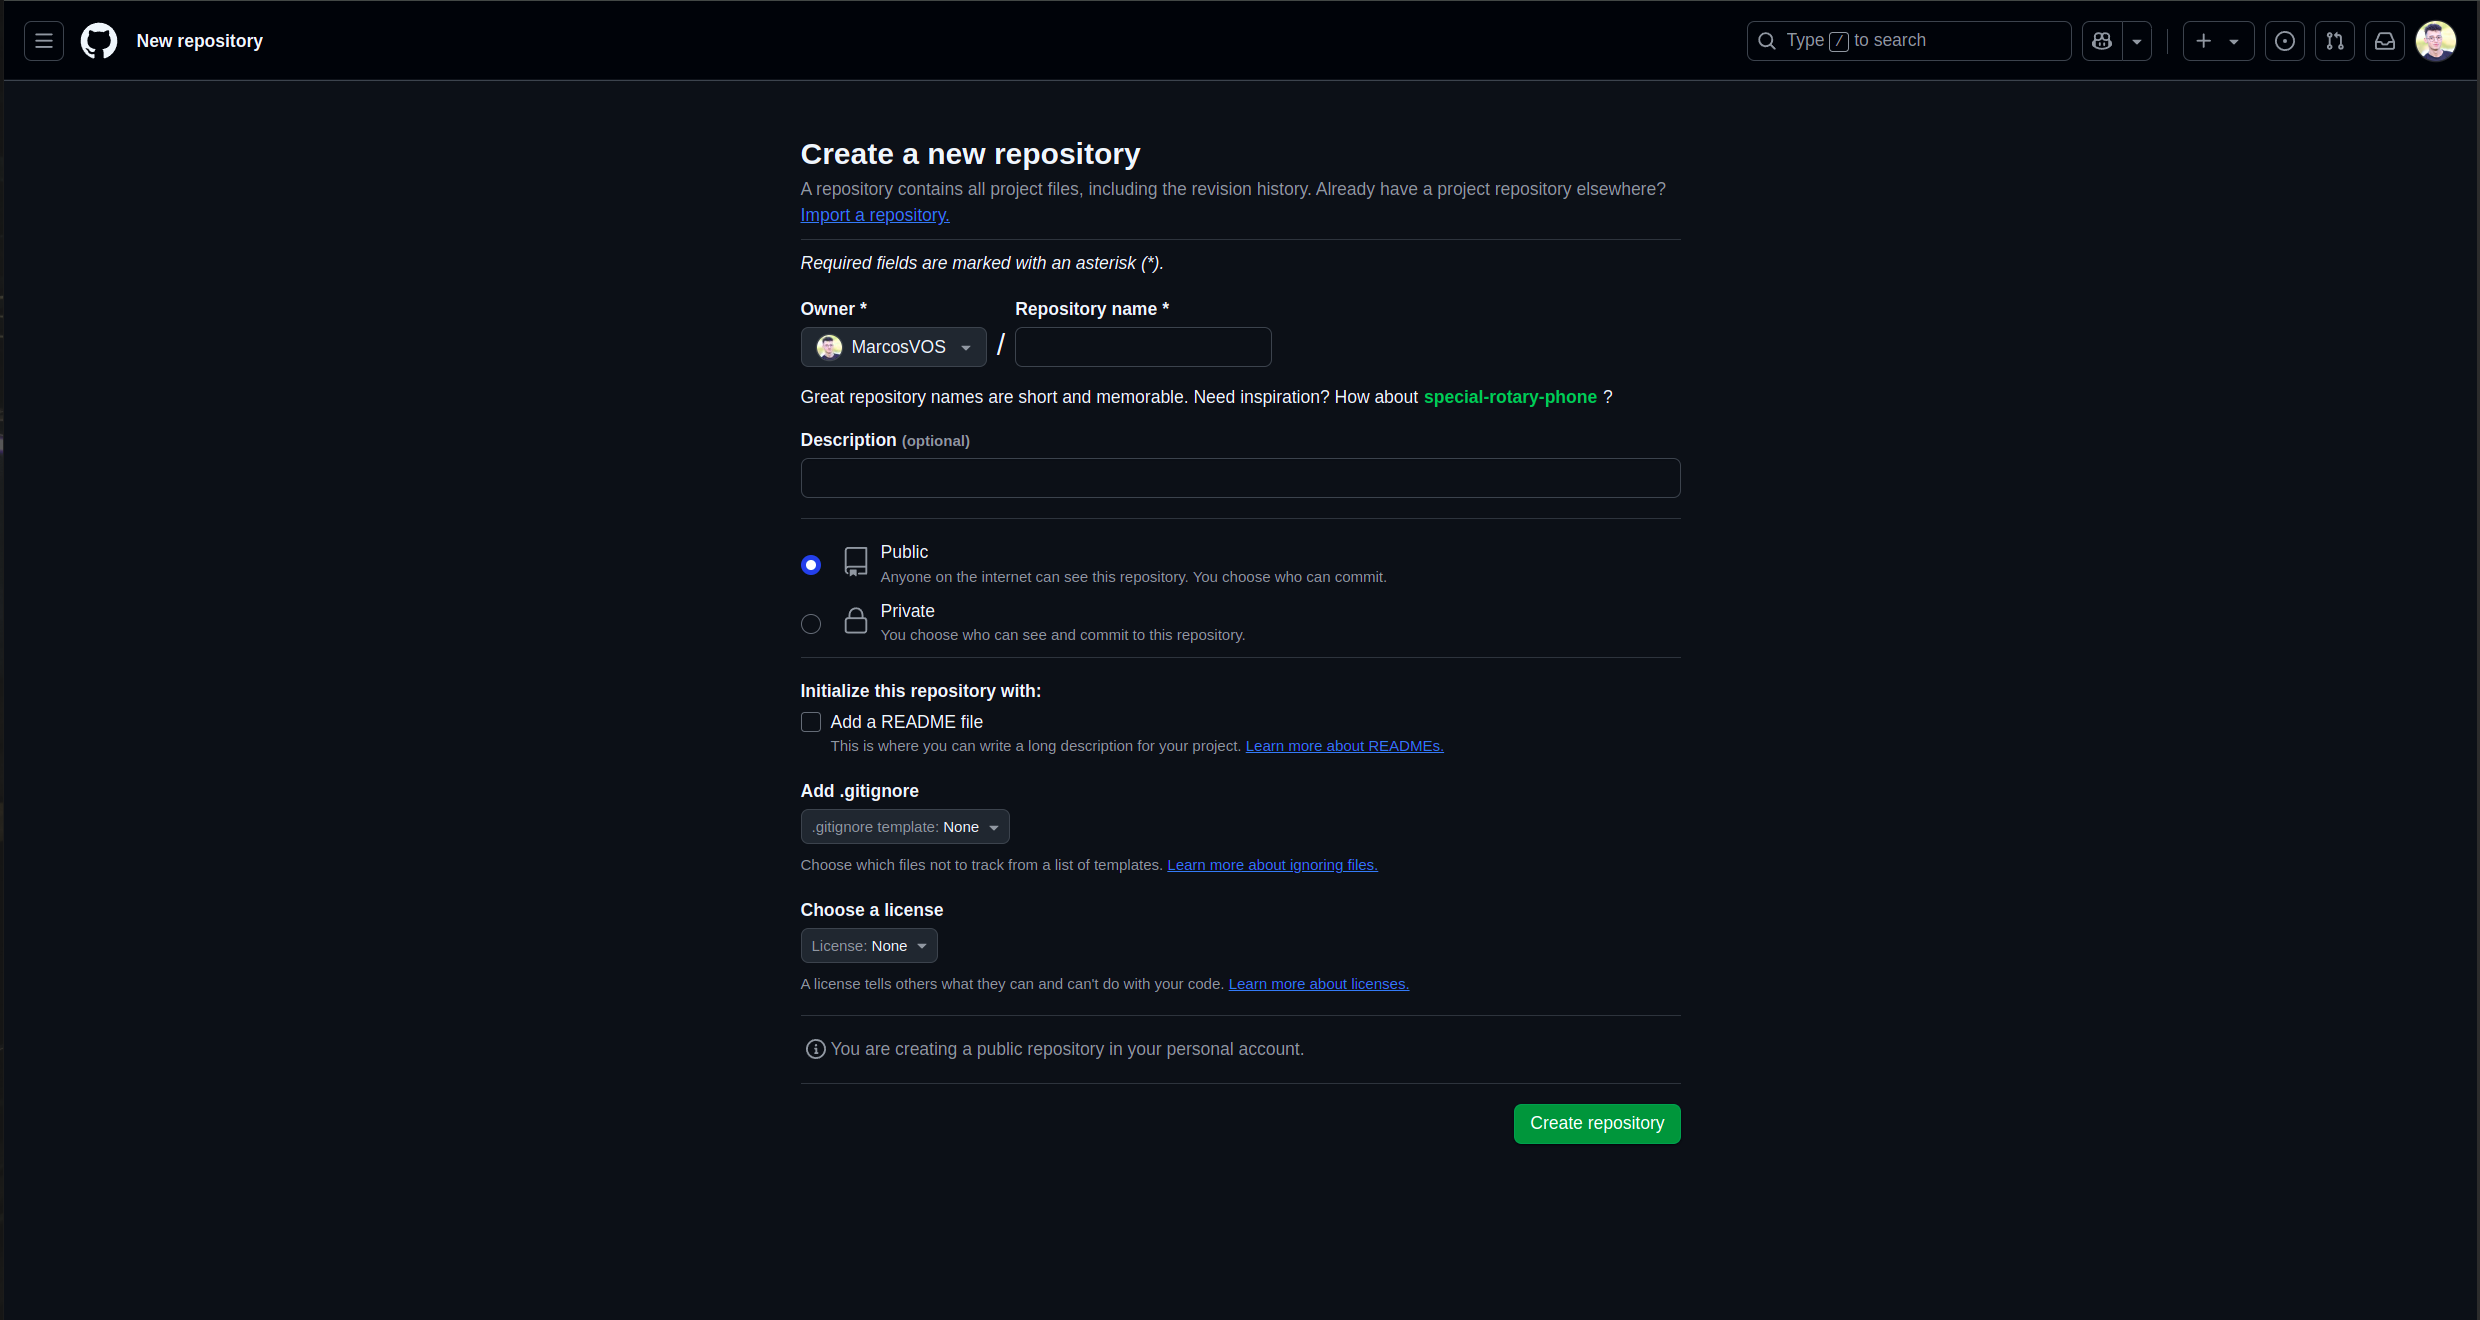 New repository
Type / to search
Create a new repository
A repository contains all project files, including the revision history. Already have a project repository elsewhere?
Import a repository.
Required fields are marked with an asterisk (*).
Owner * Repository name *
MarcosVOS /
Great repository names are short and memorable. Need inspiration? How about special-rotary-phone ?
Description (optional)
Public
Anyone on the internet can see this repository. You choose who can commit.
Private
You choose who can see and commit to this repository.
Initialize this repository with:
Add a README file
This is where you can write a long description for your project. Learn more about READMEs.
Add .gitignore
.gitignore template: None
Choose which files not to track from a list of templates. Learn more about ignoring files.
Choose a license
License: None
A license tells others what they can and can't do with your code. Learn more about licenses.
You are creating a public repository in your personal account.
Create repository